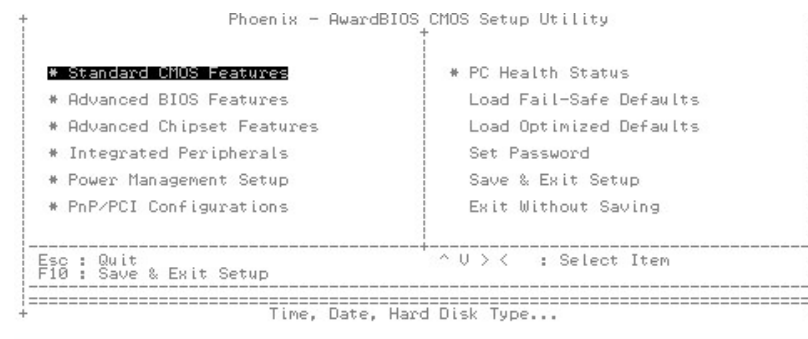 Phoenix - AwardBIOS CMOS Setup Utility
* Standard CMOS Features
* Advanced BIOS Features
* Advanced Chipset Features
* Integrated Peripherals
* Power Management Setup
* PnP/PCI Configurations
* PC Health Status
Load Fail-Safe Defaults
Load Optimized Defaults
Set Password
Save & Exit Setup
Exit Without Saving
Esc : Quit
F10 : Save & Exit Setup
^ V > < : Select Item
Time, Date, Hard Disk Type...